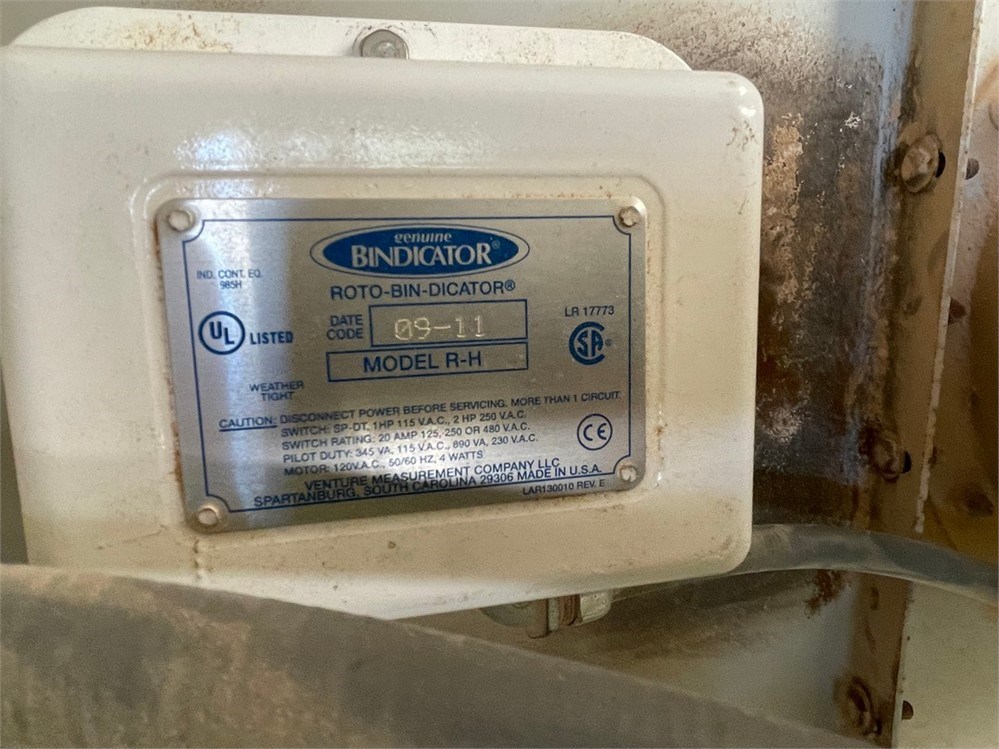 genuine
BINDICATOR®
IND. CONT. EQ.
985H
ROTO-BIN-DICATOR®
UL® LISTED
DATE
CODE
09-11
LR 17773
SA®
MODEL R-H
WEATHER
TIGHT
CAUTION: DISCONNECT POWER BEFORE SERVICING. MORE THAN 1 CIRCUIT.
SWITCH: SP-DT, 1HP 115 V.A.C., 2 HP 250 V.A.C.
SWITCH RATING: 20 AMP 125, 250 OR 480 V.A.C.
PILOT DUTY: 345 VA, 115 V.A.C., 690 VA, 230 V.A.C.
MOTOR: 120V.A.C., 50/60 HZ, 4 WATTS
CE
VENTURE MEASUREMENT COMPANY LLC
SPARTANBURG, SOUTH CAROLINA 29306 MADE IN U.S.A.
LAR130010 REV. E